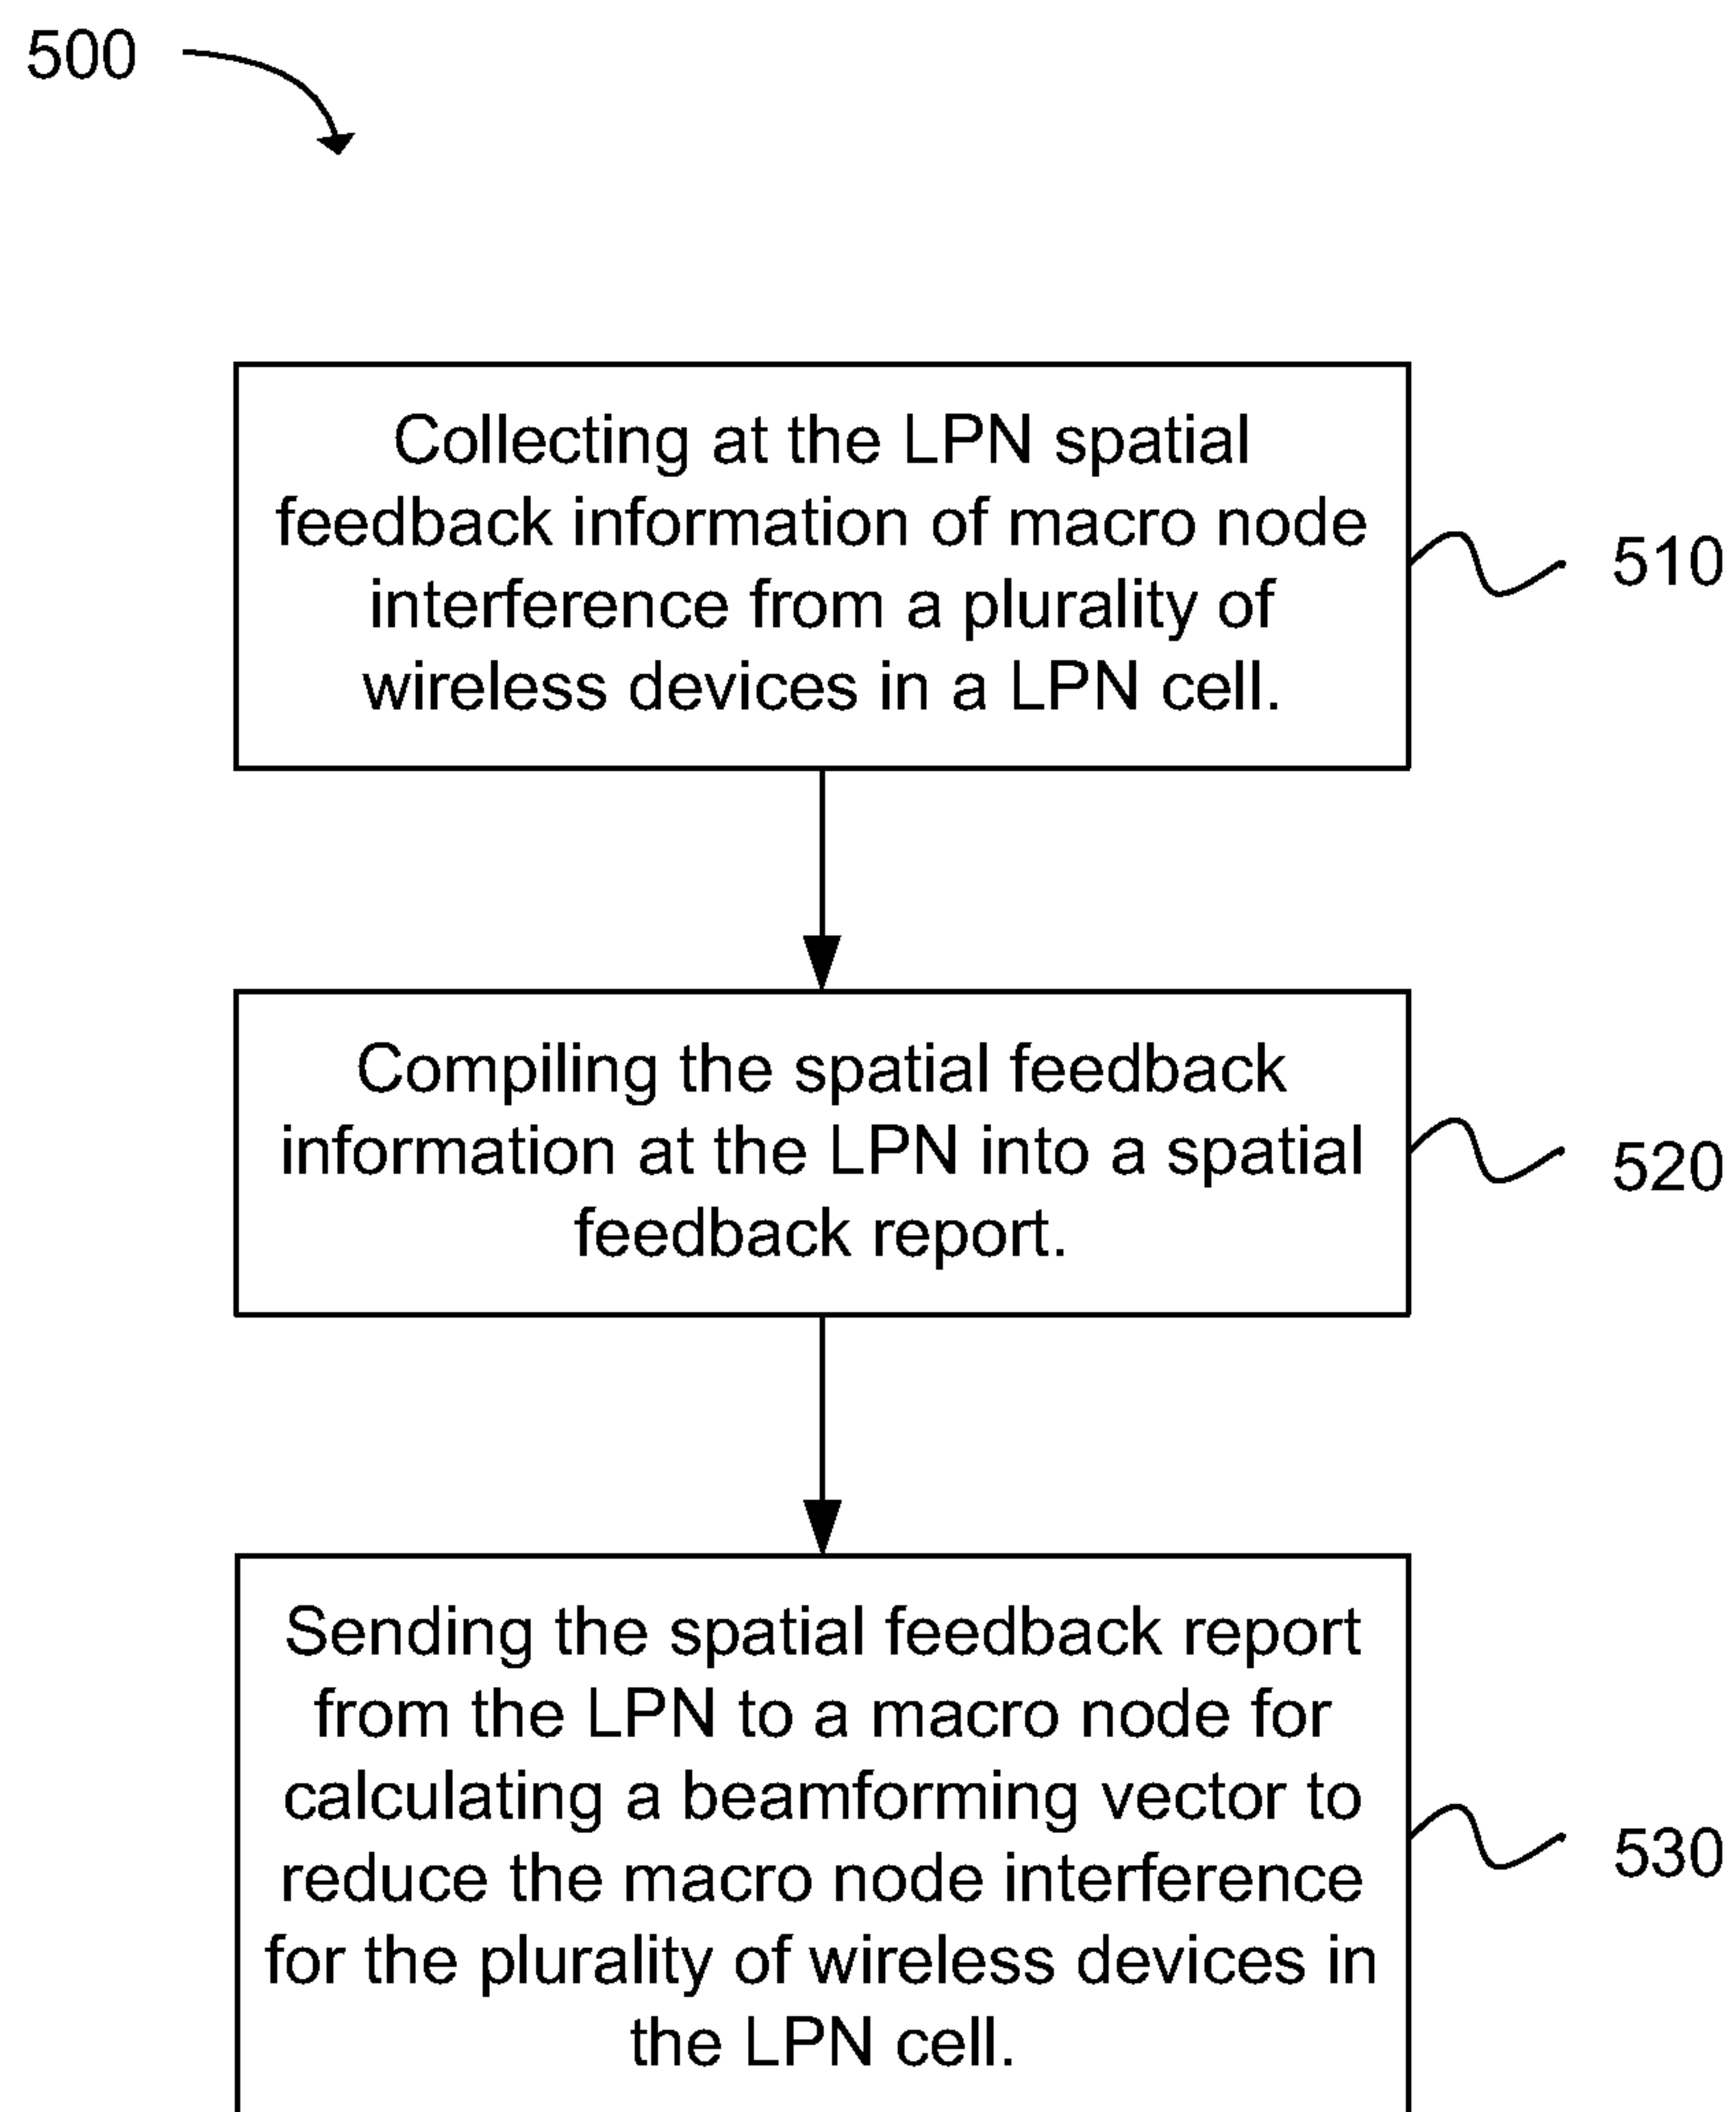 500
Collecting at the LPN spatial
feedback information of macro node
interference from a plurality of
wireless devices in a LPN cell.
510
Compiling the spatial feedback
information at the LPN into a spatial
feedback report.
520
Sending the spatial feedback report
from the LPN to a macro node for
calculating a beamforming vector to
reduce the macro node interference
for the plurality of wireless devices in
the LPN cell.
530